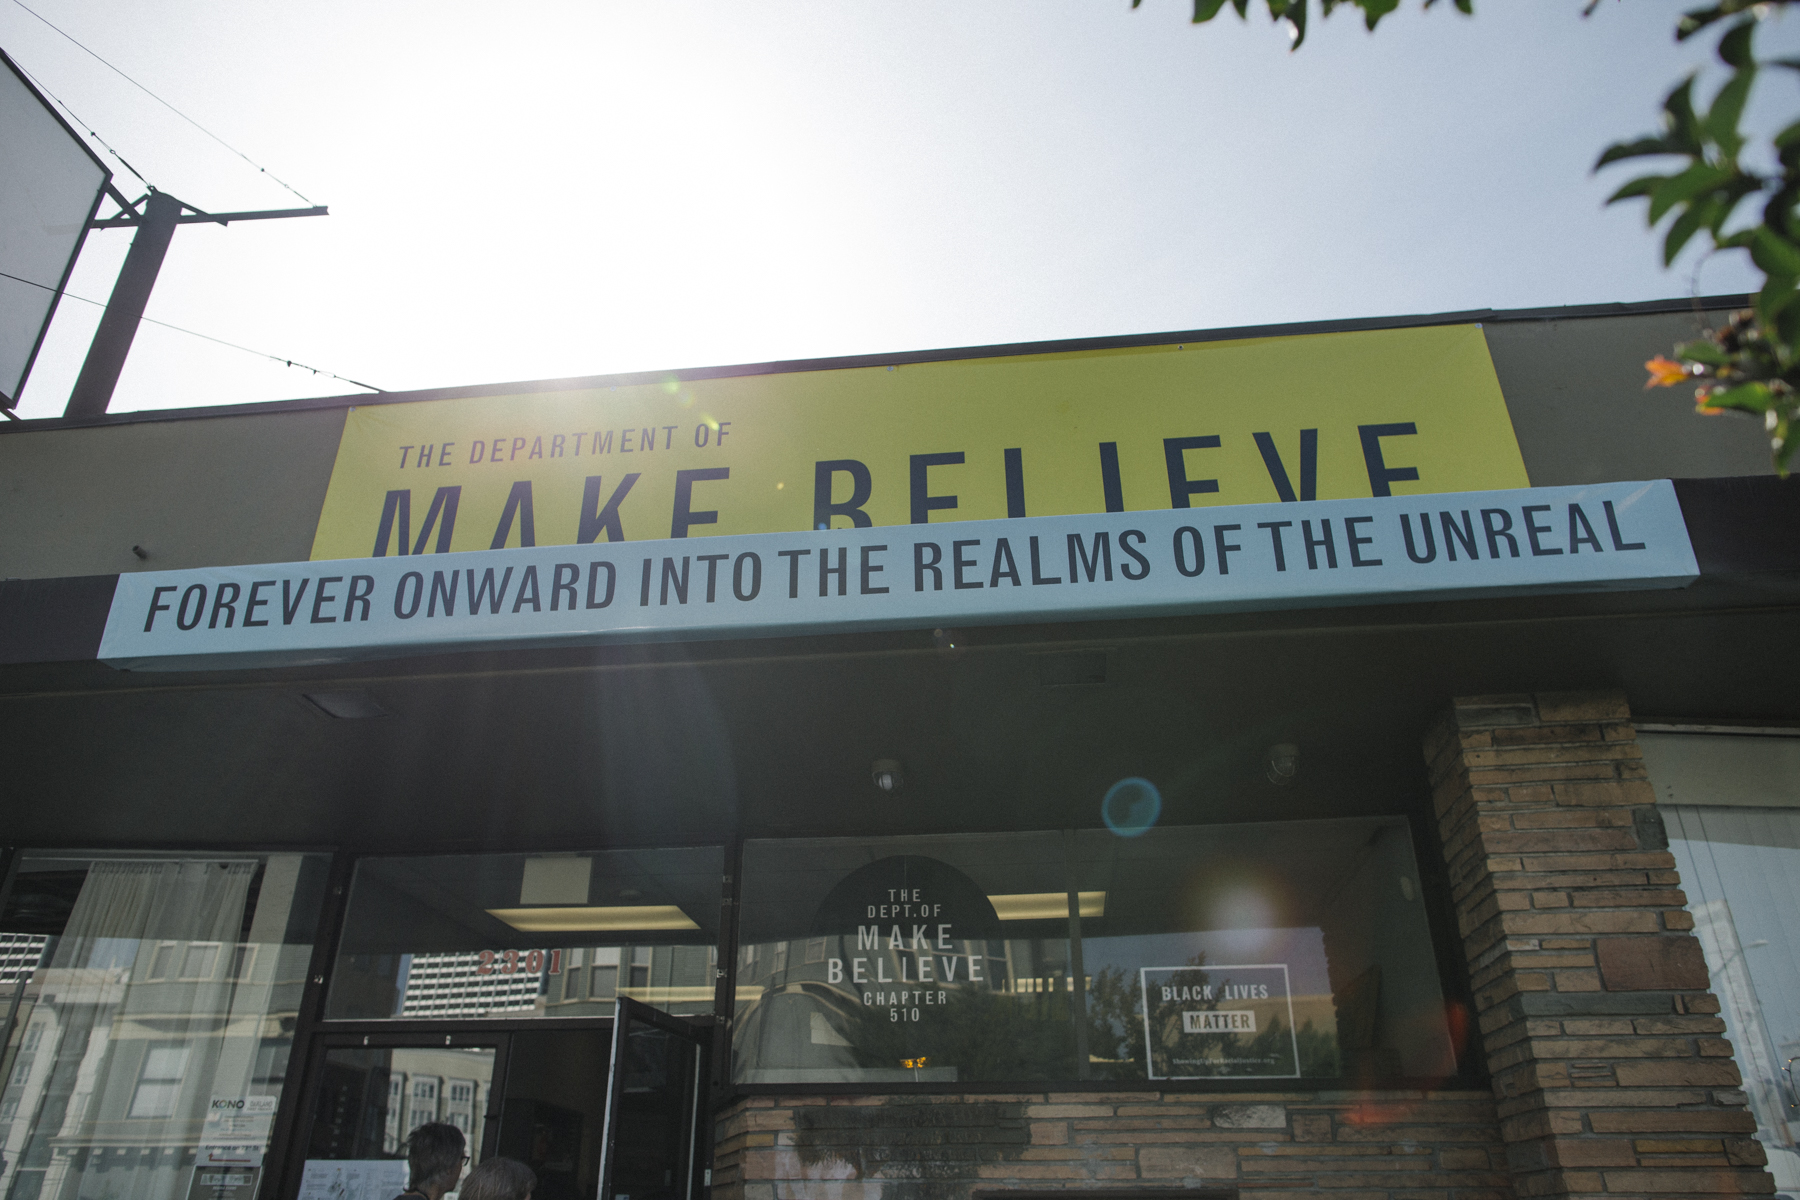 THE DEPARTMENT OF
MAKE BELIEVE
FOREVER ONWARD INTO THE REALMS OF THE UNREAL
2301
THE
DEPT. OF
MAKE
BELIEVE
CHAPTER
510
BLACK LIVES
MATTER
KONO